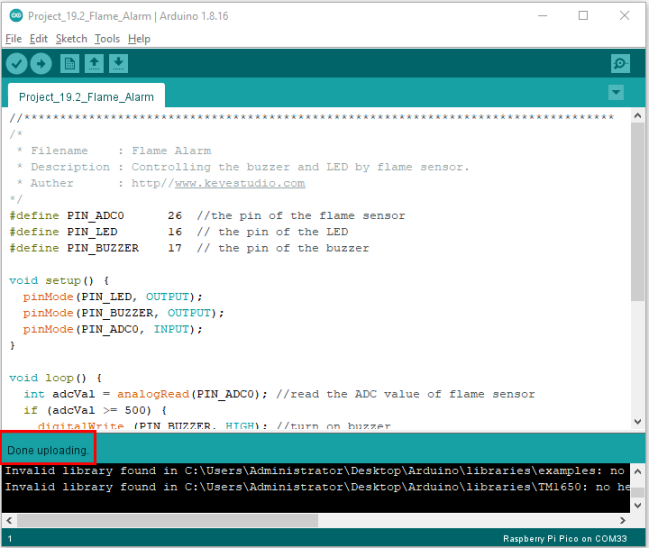 Project_19.2_Flame_Alarm | Arduino 1.8.16
File Edit Sketch Tools Help
Project_19.2_Flame_Alarm
//**********************************************************************************
/*
 * Filename    : Flame Alarm
 * Description : Controlling the buzzer and LED by flame sensor.
 * Auther      : http//www.keyestudio.com
*/
#define PIN_ADC0      26  //the pin of the flame sensor
#define PIN_LED       16  // the pin of the LED
#define PIN_BUZZER    17  // the pin of the buzzer
void setup() {
  pinMode(PIN_LED, OUTPUT);
  pinMode(PIN_BUZZER, OUTPUT);
  pinMode(PIN_ADC0, INPUT);
}
void loop() {
  int adcVal = analogRead(PIN_ADC0); //read the ADC value of flame sensor
  if (adcVal >= 500) {
    digitalWrite (PIN_BUZZER, HIGH); //turn on buzzer
Done uploading.
Invalid library found in C:\Users\Administrator\Desktop\Arduino\libraries\examples: no
Invalid library found in C:\Users\Administrator\Desktop\Arduino\libraries\TM1650: no he
1
Raspberry Pi Pico on COM33